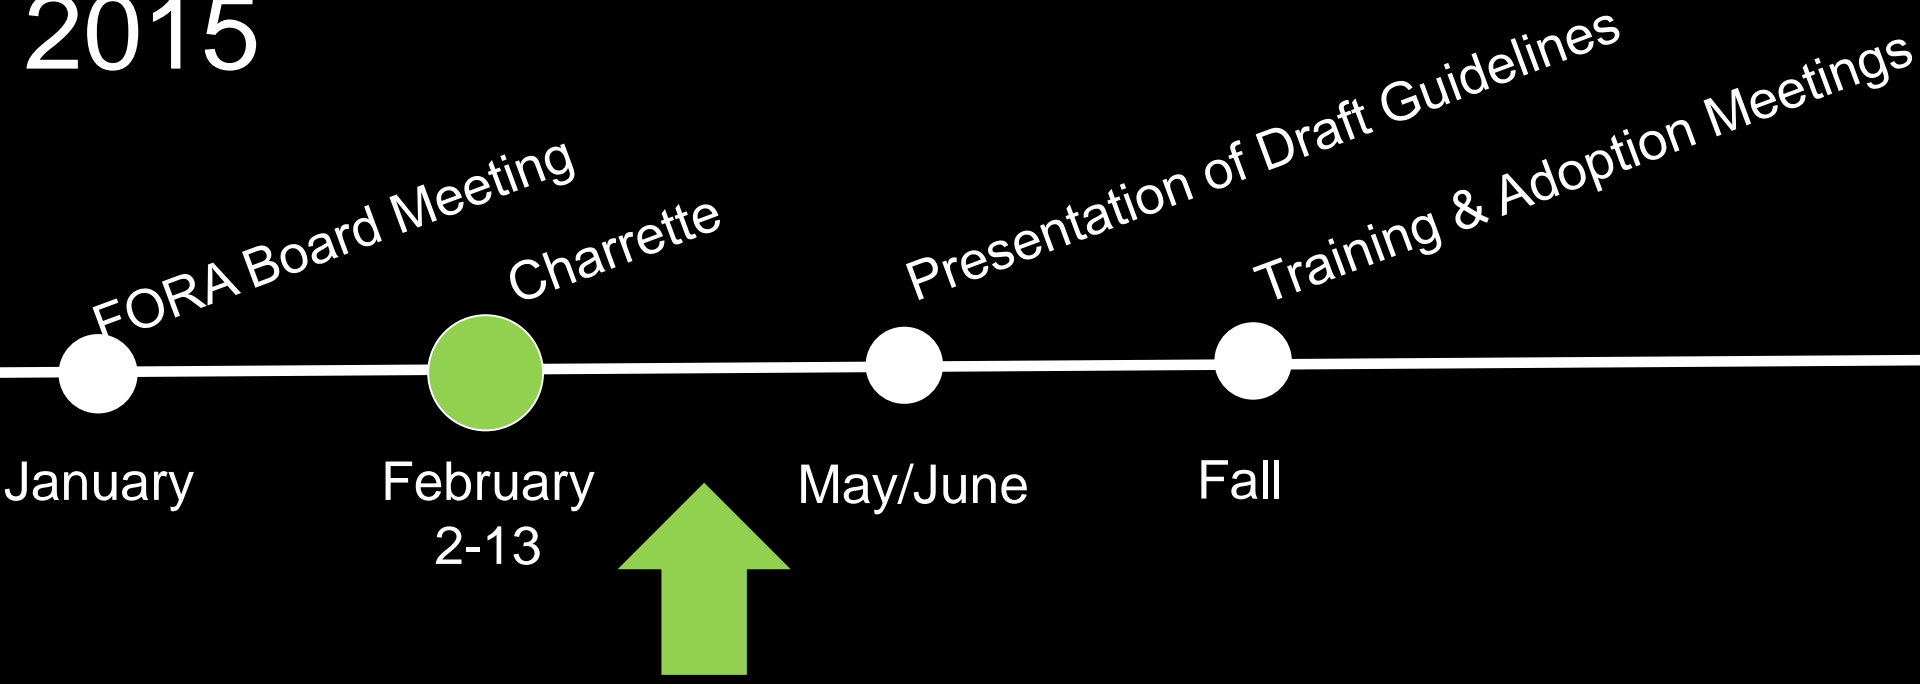 2015
FORA Board Meeting
Charrette
Presentation of Draft Guidelines
Training & Adoption Meetings
January
February
2-13
May/June
Fall